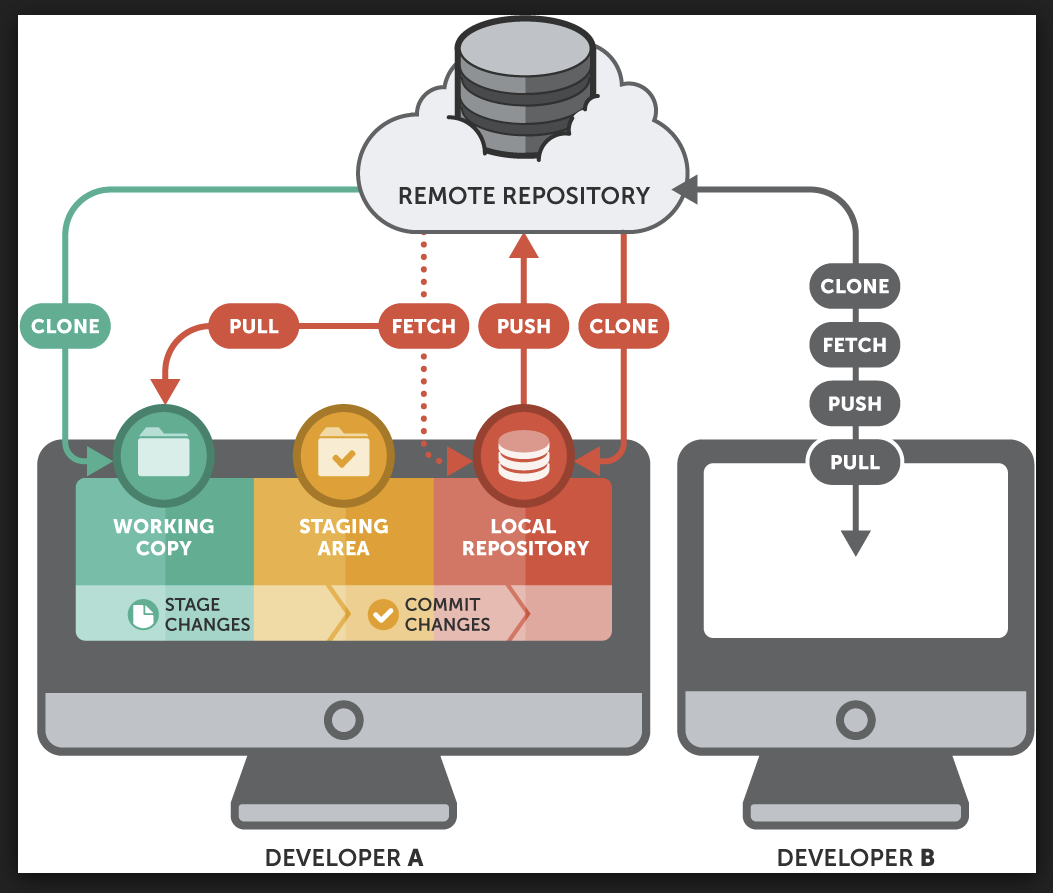 REMOTE REPOSITORY
CLONE
PULL
FETCH
PUSH
CLONE
CLONE
FETCH
PUSH
PULL
WORKING
COPY
STAGING
AREA
LOCAL
REPOSITORY
STAGE
CHANGES
COMMIT
CHANGES
DEVELOPER A
DEVELOPER B